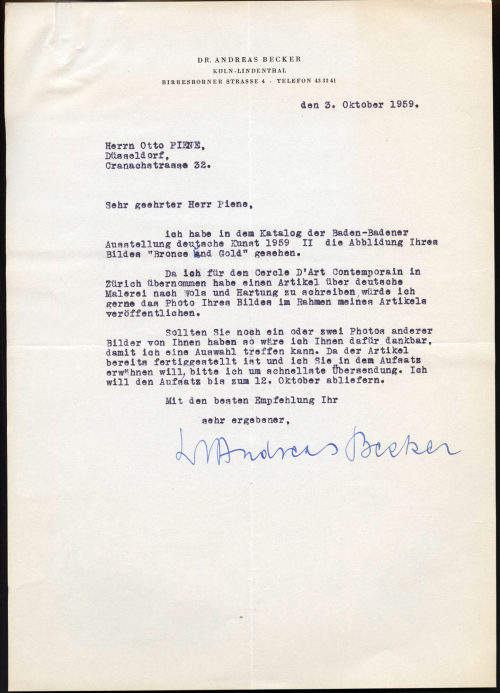 DR. ANDREAS BECKER
KÖLN-LINDENTHAL
BIRRESBORNER STRASSE 4 · TELEFON 43 33 41
den 3. Oktober 1959.
Herrn Otto PIENE,
Düsseldorf,
Cranachstrasse 32.
Sehr geehrter Herr Piene,
ich habe in dem Katalog der Baden-Badener
Ausstellung deutsche Kunst 1959 II die Abblidung Ihres
Bildes "Bronce und Gold" gesehen.
Da ich für den Cercle D'Art Contemporain in
Zürich übernommen habe einen Artikel über deutsche
Malerei nach Wols und Hartung zu schreiben, würde ich
gerne das Photo Ihres Bildes im Rahmen meines Artikels
veröffentlichen.
Sollten Sie noch ein oder zwei Photos anderer
Bilder von Ihnen haben so wäre ich Ihnen dafür dankbar,
damit ich eine Auswahl treffen kann. Da der Artikel
bereits fertiggestellt ist und ich Sie in dem Aufsatz
erwähnen will, bitte ich um schnellste Übersendung. Ich
will den Aufsatz bis zum 12. Oktober abliefern.
Mit den besten Empfehlung Ihr
sehr ergebener,
Dr Andreas Becker